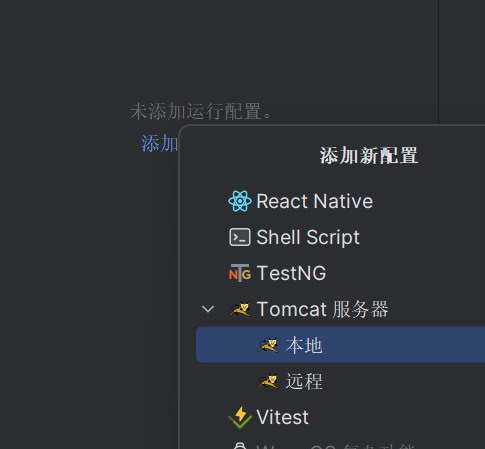 未添加运行配置。
添加
添加新配置
React Native
Shell Script
TestNG
Tomcat 服务器
本地
远程
Vitest